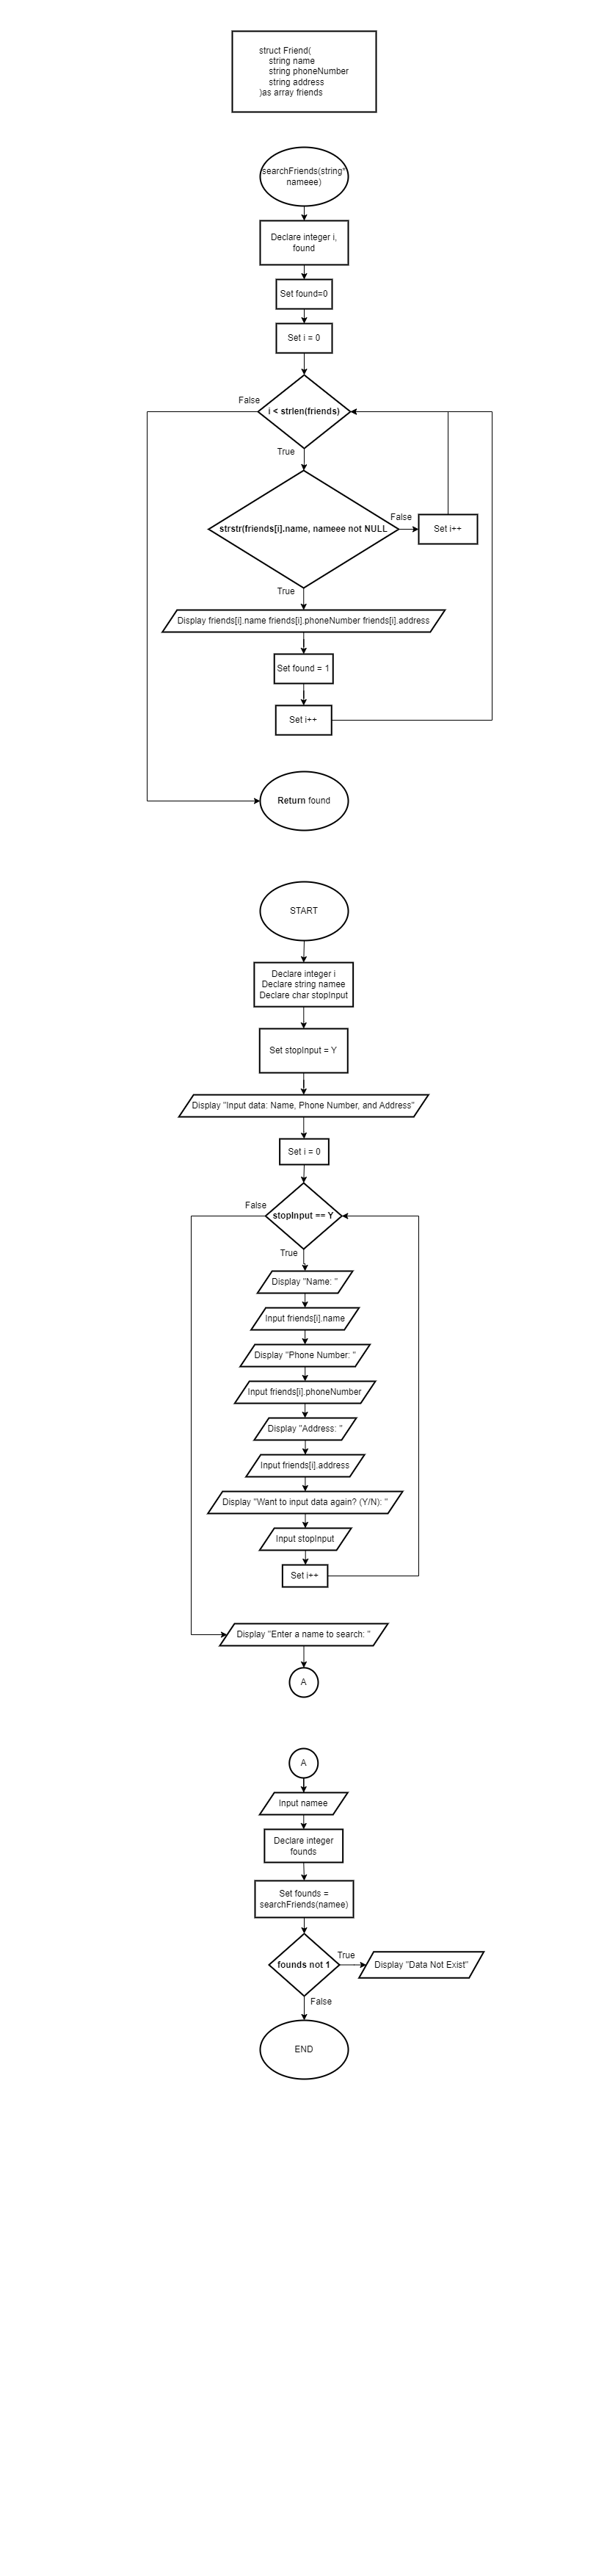 struct Friend(
string name
string phoneNumber
string address
)as array friends
searchFriends(string*
nameee)
Declare integer i,
found
Set found=0
Set i = 0
False
i < strlen(friends)
True
False
strstr(friends[i].name, nameee not NULL
Set i++
True
Display friends[i].name friends[i].phoneNumber friends[i].address
Set found = 1
Set i++
Return found
START
Declare integer i
Declare string namee
Declare char stopInput
Set stopInput = Y
Display "Input data: Name, Phone Number, and Address"
Set i = 0
False
stopInput == Y
True
Display "Name: "
Input friends[i].name
Display "Phone Number: "
Input friends[i].phoneNumber
Display "Address: "
Input friends[i].address
Display "Want to input data again? (Y/N): "
Input stopInput
Set i++
Display "Enter a name to search: "
A
A
Input namee
Declare integer
founds
Set founds =
searchFriends(namee)
True
founds not 1
Display "Data Not Exist"
False
END